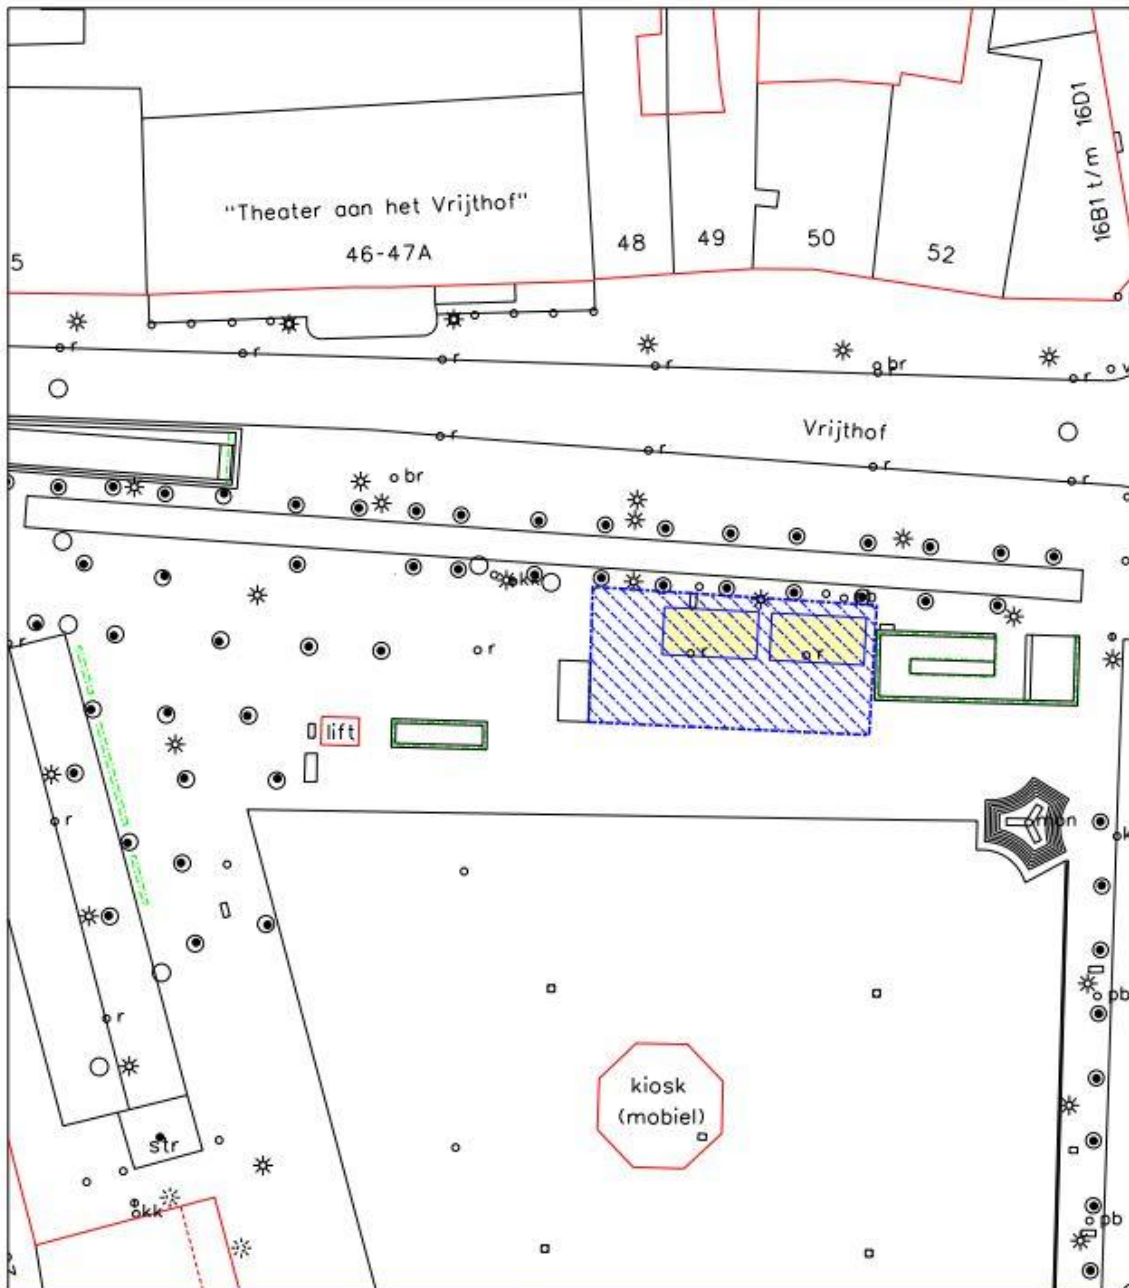 16B1 t/m 16D1
"Theater aan het Vrijthof"
46-47A
48
49
50
52
5
r
r
r
r
br
r
v
Vrijthof
r
r
r
r
br
kk
r
r
r
r
lift
mon
r
k
pb
r
kiosk
(mobiel)
str
kk
pb